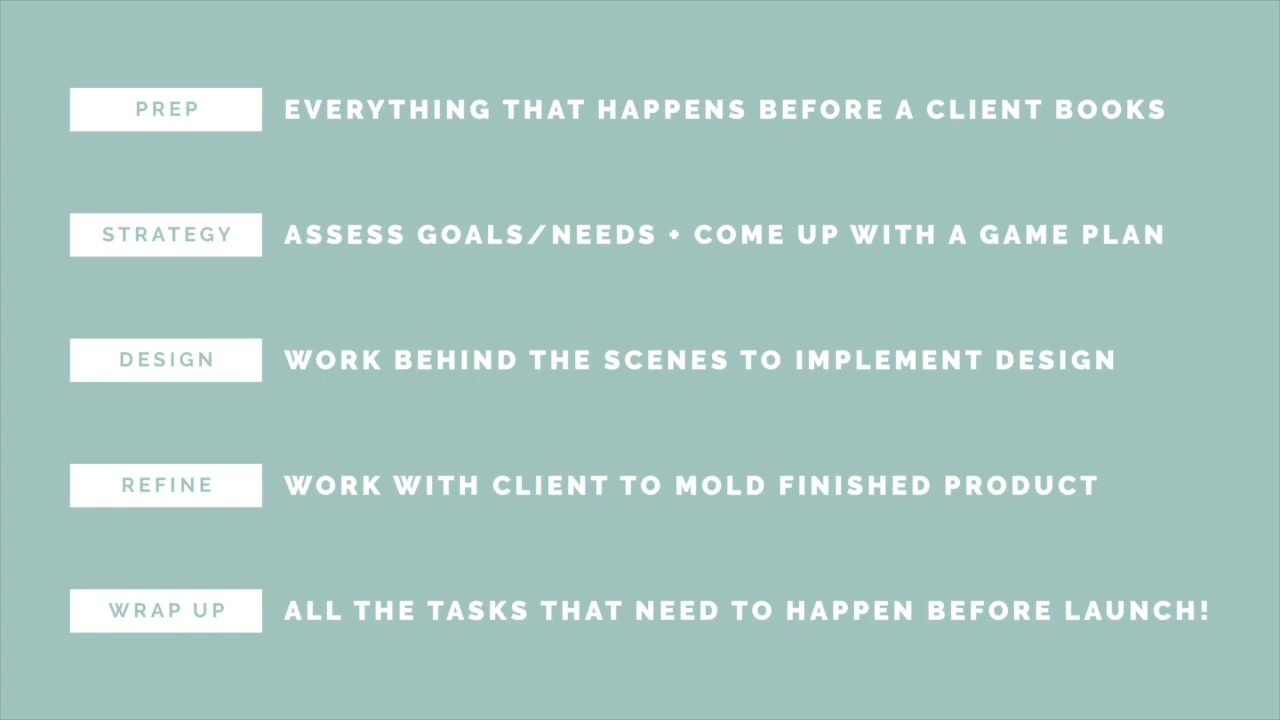 PREP EVERYTHING THAT HAPPENS BEFORE A CLIENT BOOKS
STRATEGY ASSESS GOALS/NEEDS + COME UP WITH A GAME PLAN
DESIGN WORK BEHIND THE SCENES TO IMPLEMENT DESIGN
REFINE WORK WITH CLIENT TO MOLD FINISHED PRODUCT
WRAP UP ALL THE TASKS THAT NEED TO HAPPEN BEFORE LAUNCH!